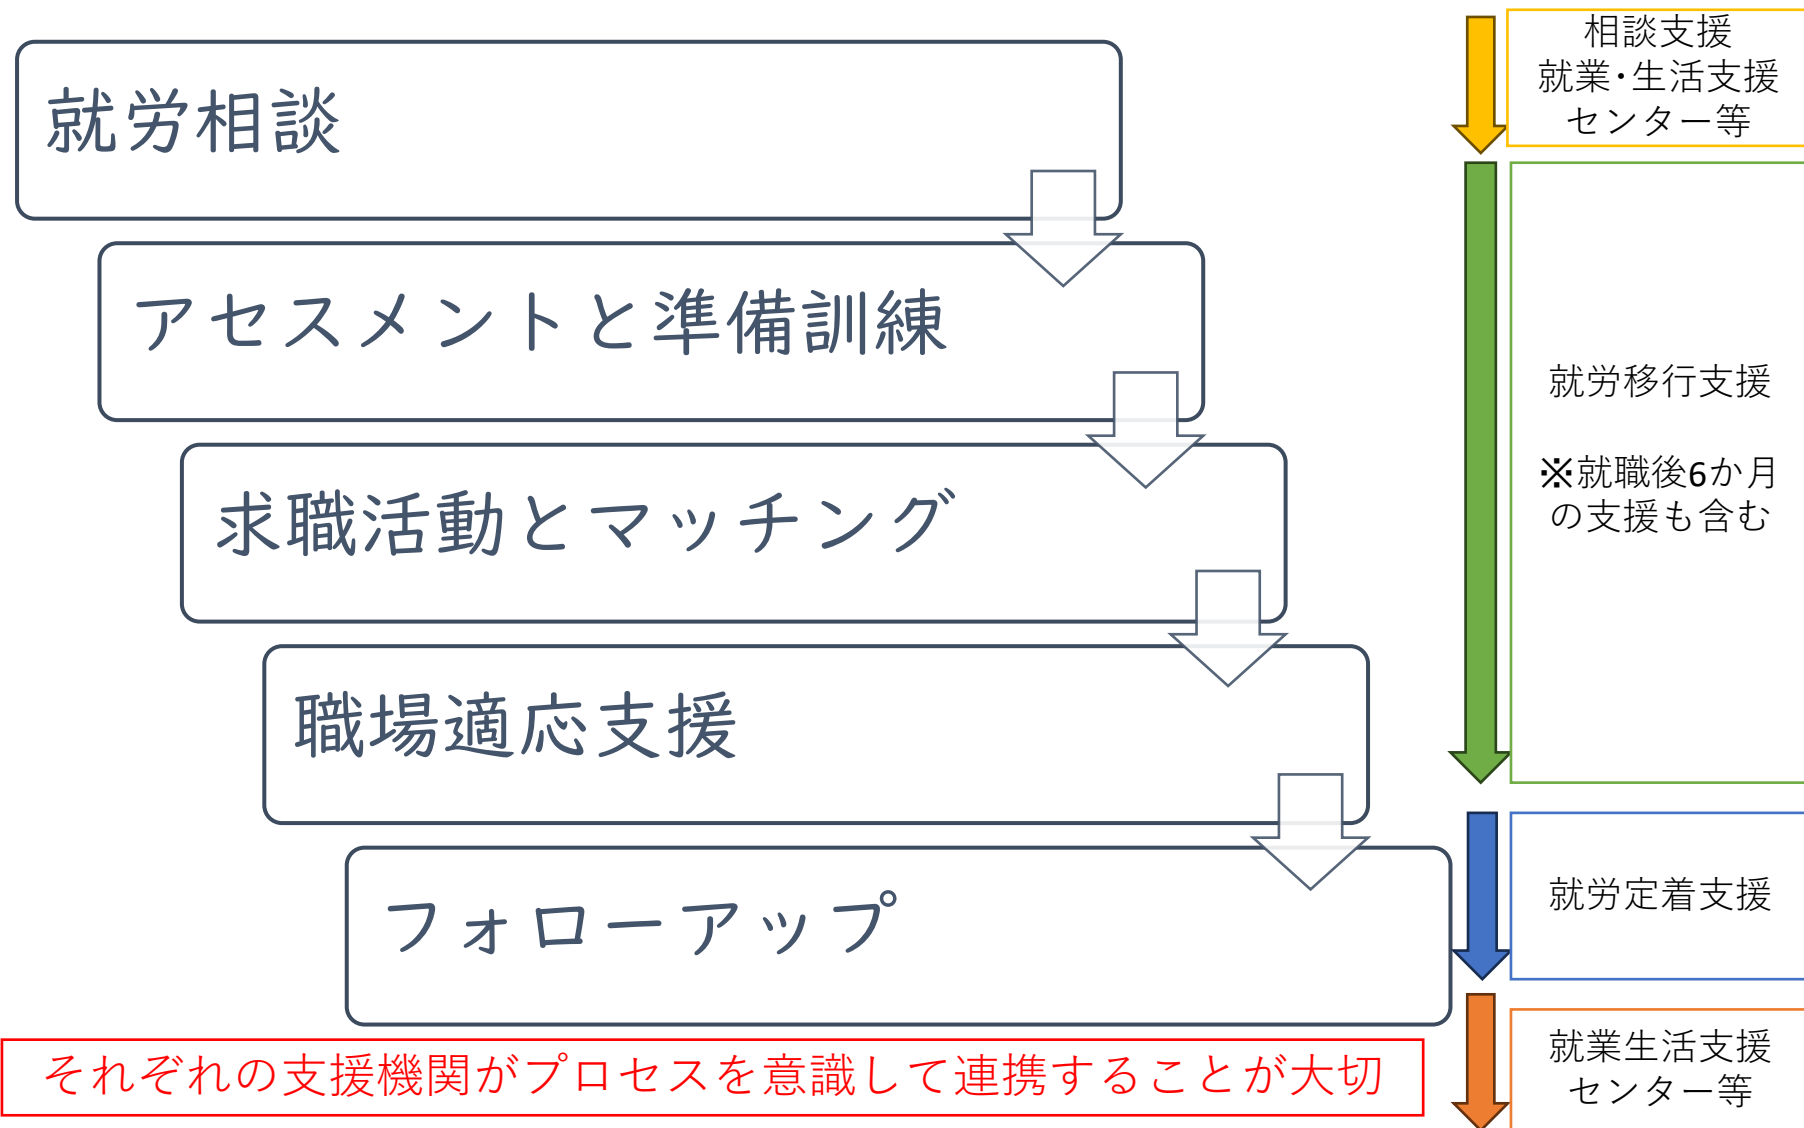 就労相談
アセスメントと準備訓練
求職活動とマッチング
職場適応支援
フォローアップ
それぞれの支援機関がプロセスを意識して連携することが大切
相談支援
就業・生活支援
センター等
就労移行支援
※就職後6か月
の支援も含む
就労定着支援
就業生活支援
センター等